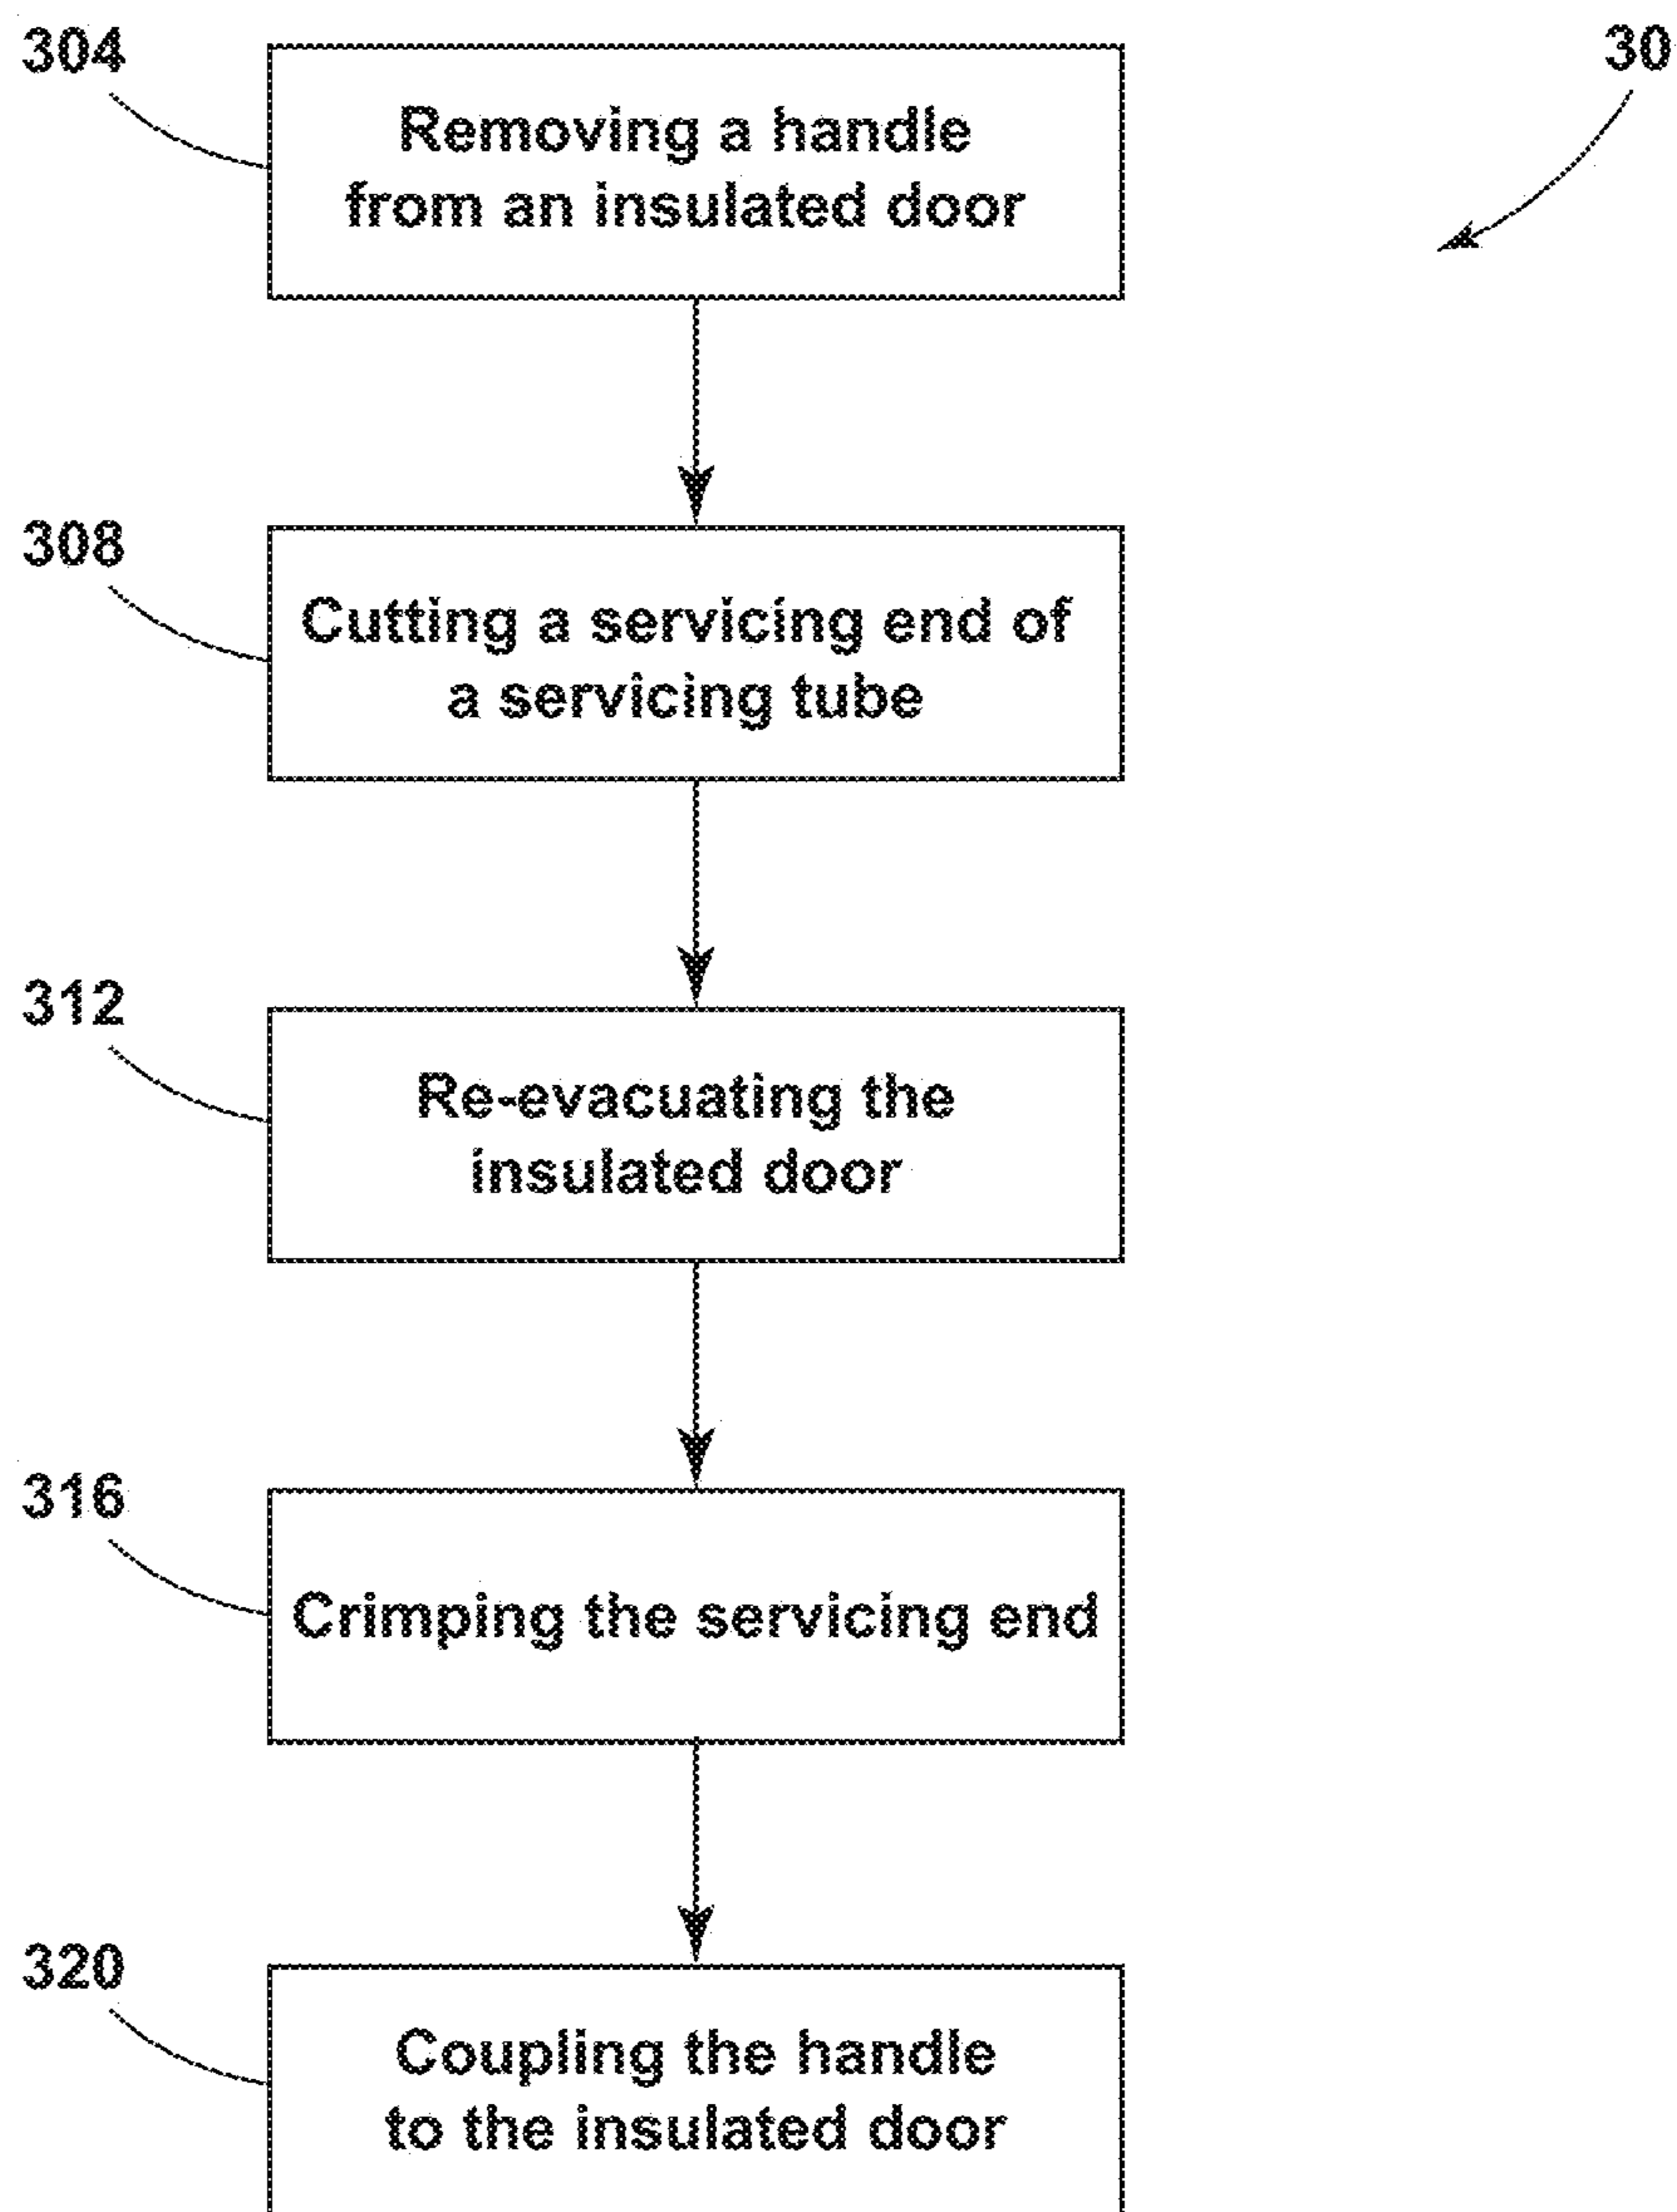 304
30
Removing a handle
from an insulated door
308
Cutting a servicing end of
a servicing tube
312
Re-evacuating the
insulated door
316
Crimping the servicing end
320
Coupling the handle
to the insulated door